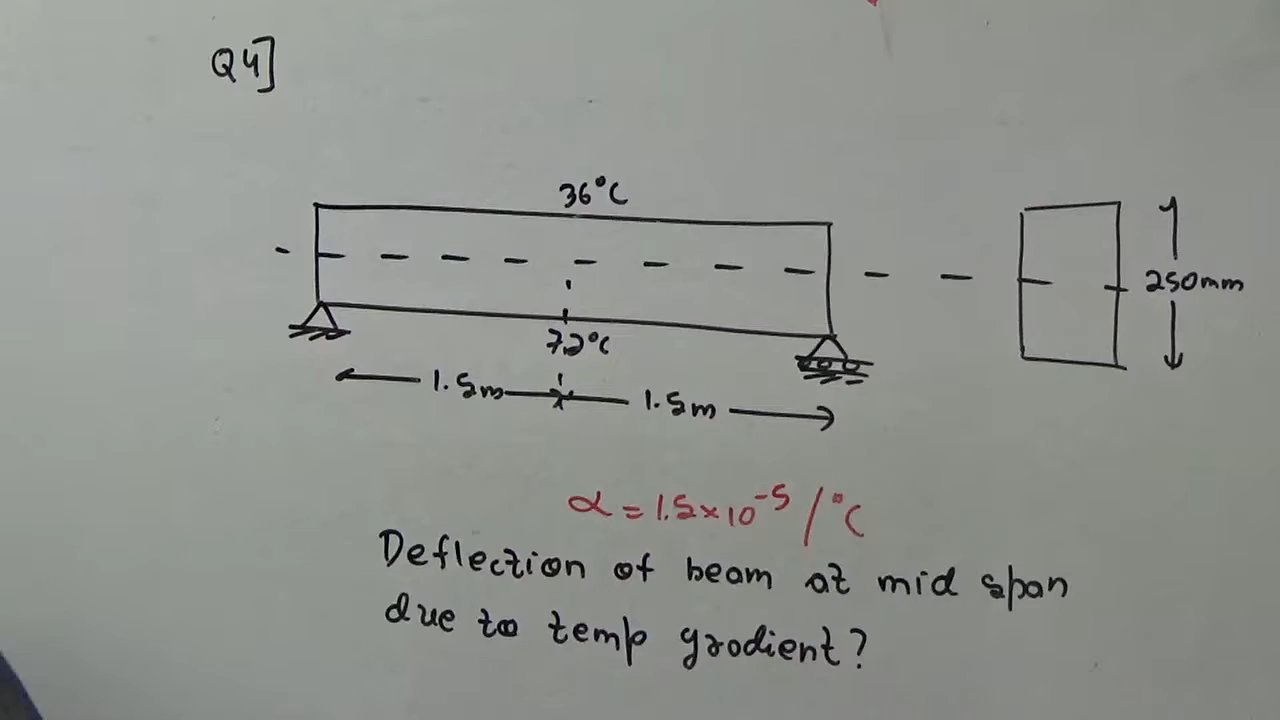 Q4]
36°C
250mm
72°C
1.5m 1.5m
α = 1.5×10⁻⁵ /°C
Deflection of beam at mid span
due to temp gradient?